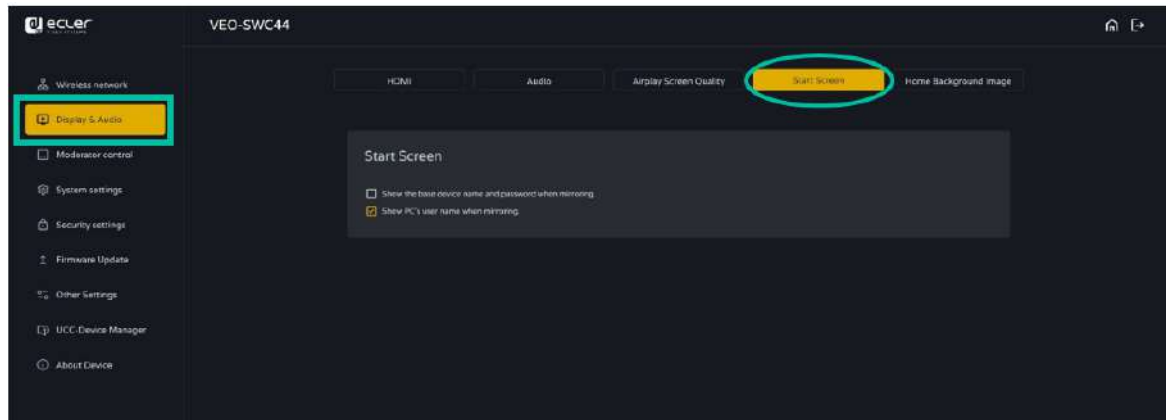 ecler
VEO-SWC44
Wireless network
Display & Audio
Moderator control
System settings
Security settings
Firmware Update
Other Settings
UCC-Device Manager
About Device
HDMI
Audio
Airplay Screen Quality
Start Screen
Home Background Image
Start Screen
Show the base device name and password when mirroring.
Show PC's user name when mirroring.